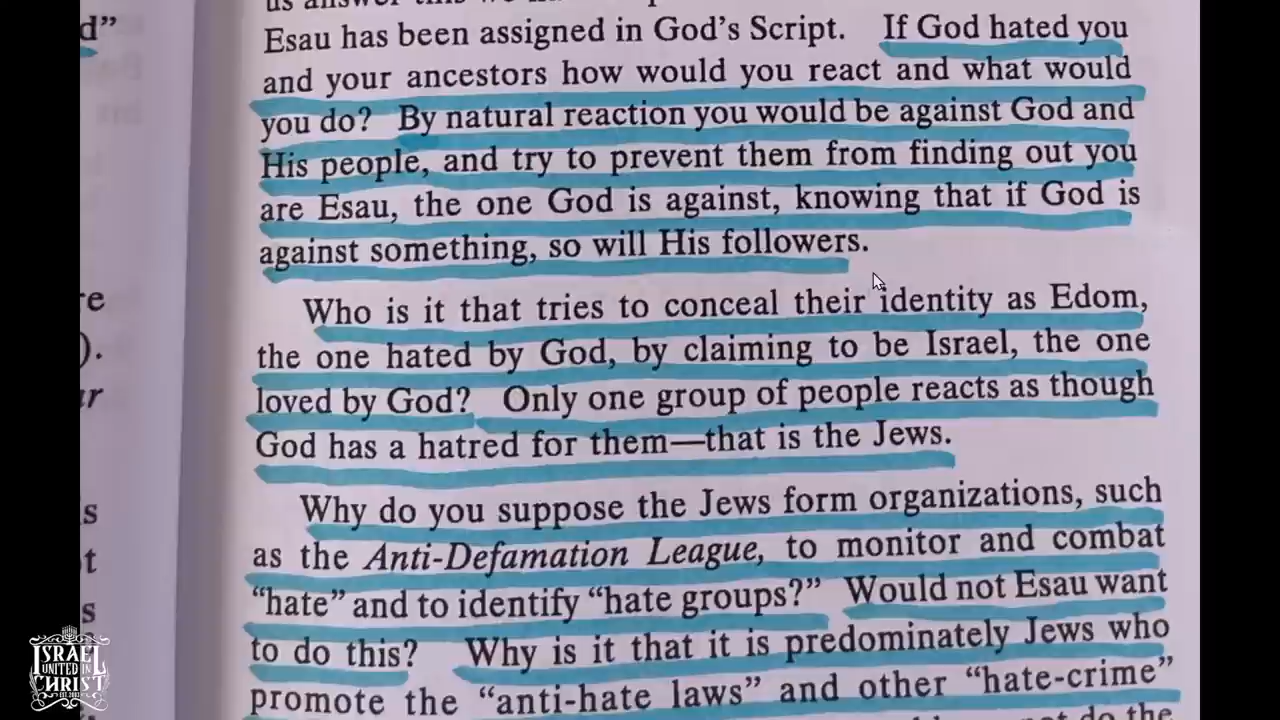 d”
us answer this we
Esau has been assigned in God's Script. If God hated you
and your ancestors how would you react and what would
you do? By natural reaction you would be against God and
His people, and try to prevent them from finding out you
are Esau, the one God is against, knowing that if God is
against something, so will His followers.
Who is it that tries to conceal their identity as Edom,
the one hated by God, by claiming to be Israel, the one
loved by God? Only one group of people reacts as though
God has a hatred for them—that is the Jews.
Why do you suppose the Jews form organizations, such
as the Anti-Defamation League, to monitor and combat
“hate” and to identify “hate groups?” Would not Esau want
to do this? Why is it that it is predominately Jews who
promote the “anti-hate laws” and other “hate-crime”
do the
ISRAEL
UNITED IN
CHRIST